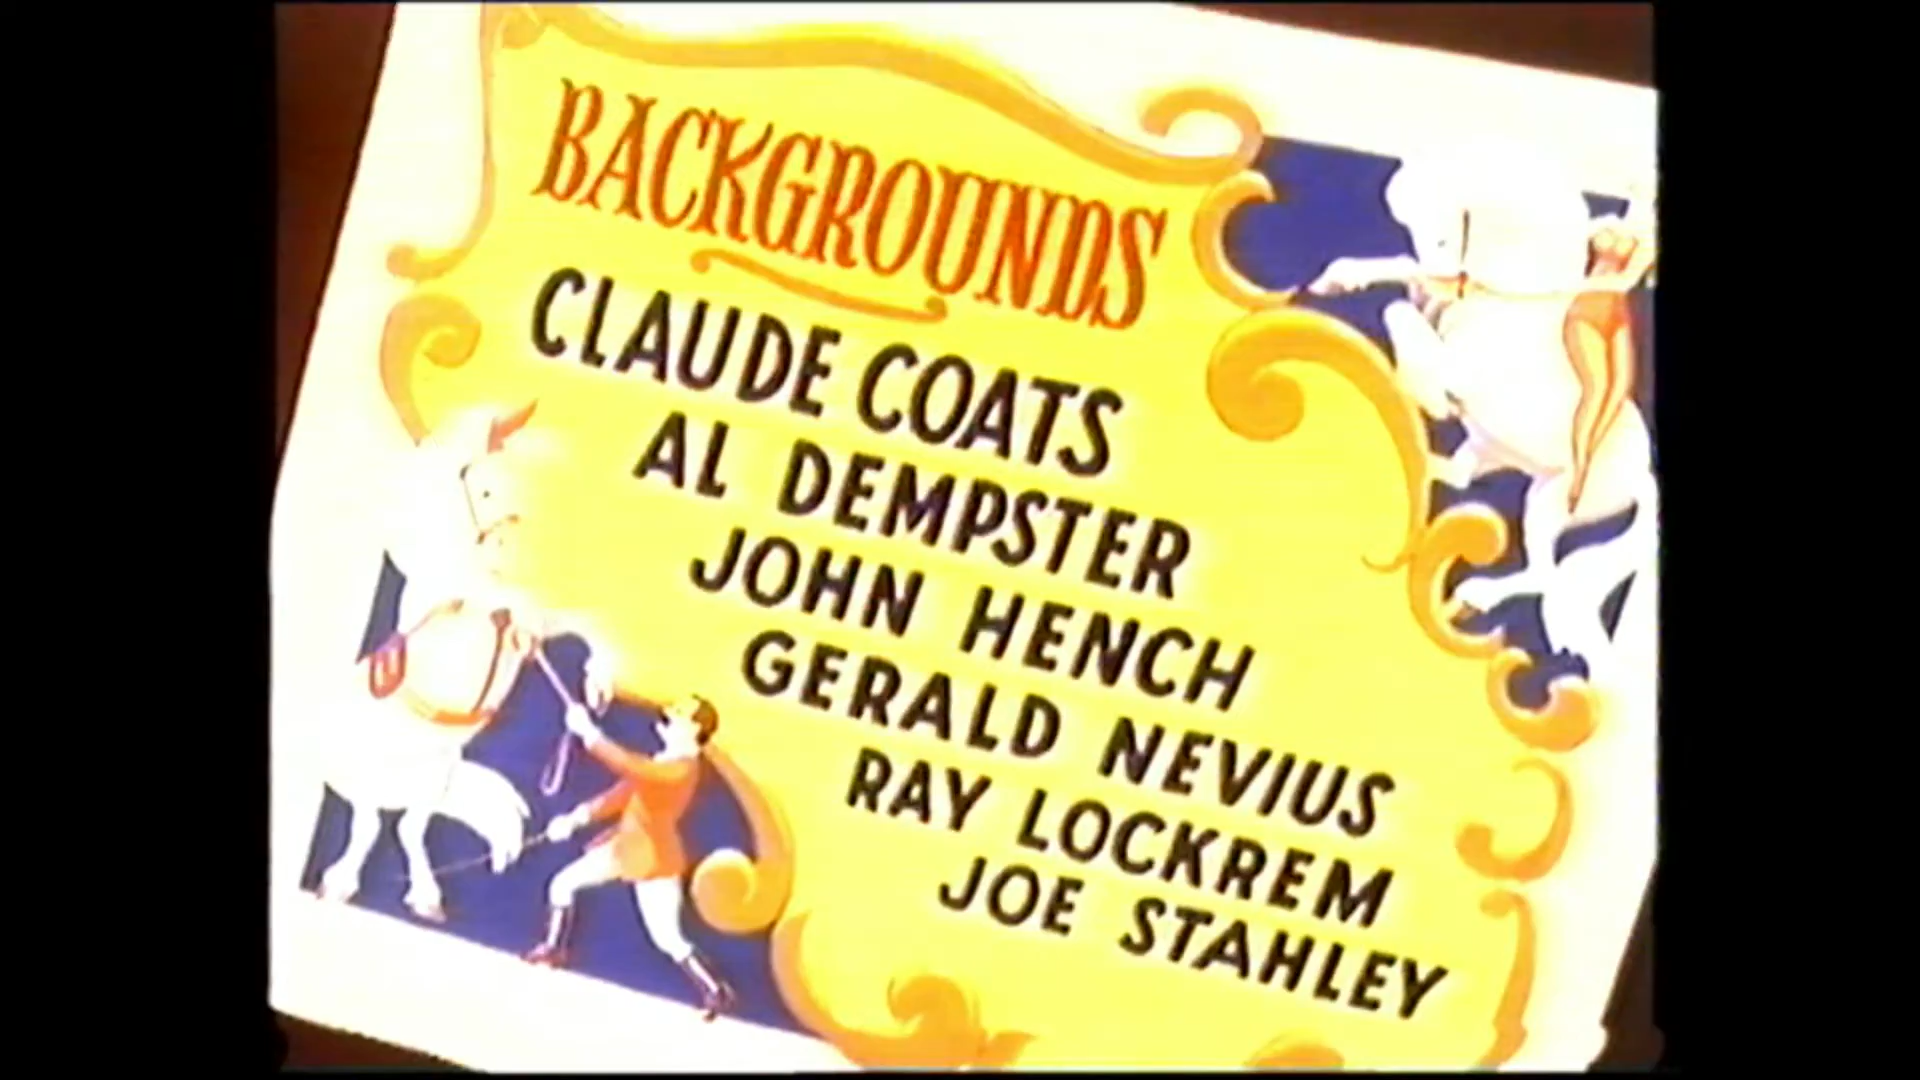 BACKGROUNDS
CLAUDE COATS
AL DEMPSTER
JOHN HENCH
GERALD NEVIUS
RAY LOCKREM
JOE STAHLEY